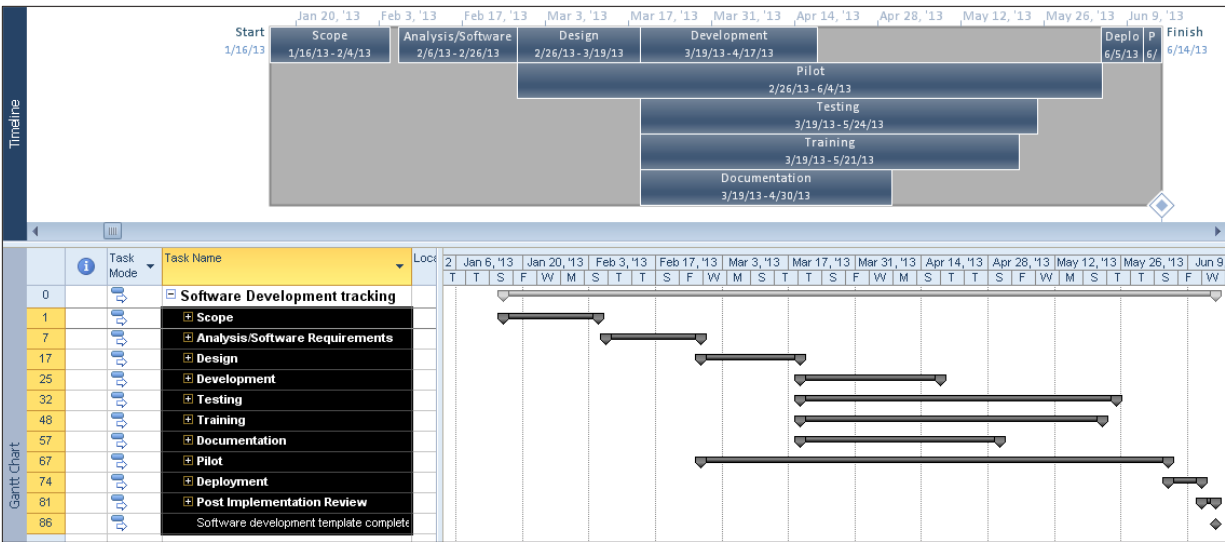 Jan 20, '13 Feb 3, '13 Feb 17, '13 Mar 3, '13 Mar 17, '13 Mar 31, '13 Apr 14, '13 Apr 28, '13 May 12, '13 May 26, '13 Jun 9, '13
Start
1/16/13
Scope
1/16/13 - 2/4/13
Analysis/Software
2/6/13 - 2/26/13
Design
2/26/13 - 3/19/13
Development
3/19/13 - 4/17/13
Deplo
6/5/13
P
6/
Finish
6/14/13
Pilot
2/26/13 - 6/4/13
Testing
3/19/13 - 5/24/13
Training
3/19/13 - 5/21/13
Documentation
3/19/13 - 4/30/13
Timeline
Task Mode Task Name Loca
2 Jan 6, '13 Jan 20, '13 Feb 3, '13 Feb 17, '13 Mar 3, '13 Mar 17, '13 Mar 31, '13 Apr 14, '13 Apr 28, '13 May 12, '13 May 26, '13 Jun 9
T T S F W M S T T S F W M S T T S F W M S T T S F W M S T T S F W
0 Software Development tracking
1 Scope
7 Analysis/Software Requirements
17 Design
25 Development
32 Testing
48 Training
57 Documentation
67 Pilot
74 Deployment
81 Post Implementation Review
86 Software development template complete
Gantt Chart